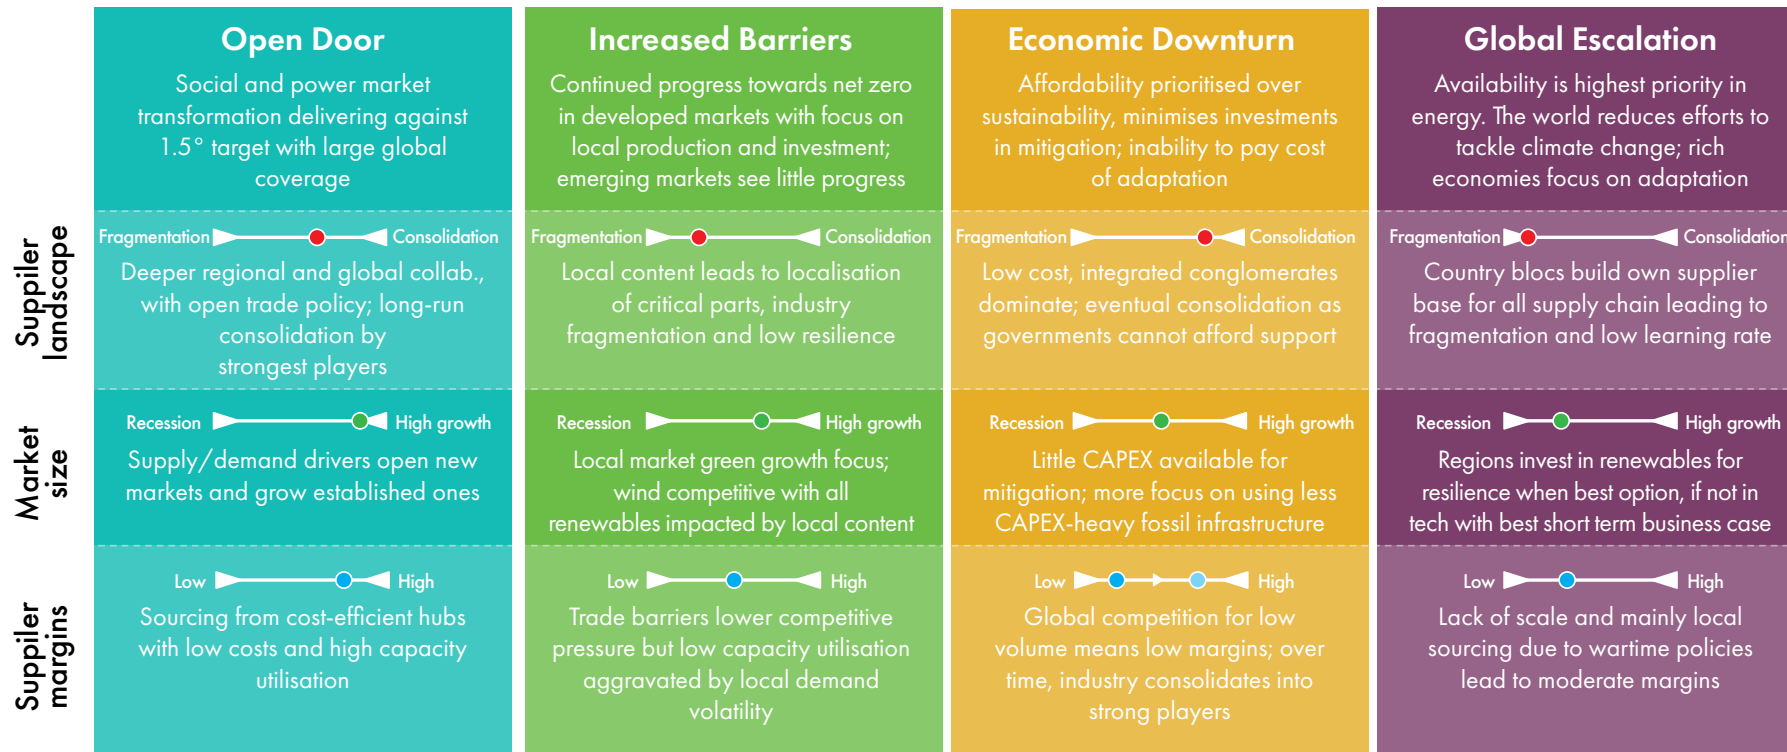 Open Door
Social and power market
transformation delivering against
1.5° target with large global
coverage
Increased Barriers
Continued progress towards net zero
in developed markets with focus on
local production and investment;
emerging markets see little progress
Economic Downturn
Affordability prioritised over
sustainability, minimises investments
in mitigation; inability to pay cost
of adaptation
Global Escalation
Availability is highest priority in
energy. The world reduces efforts to
tackle climate change; rich
economies focus on adaptation
Suppiler
landscape
Fragmentation Consolidation
Deeper regional and global collab.,
with open trade policy; long-run
consolidation by
strongest players
Fragmentation Consolidation
Local content leads to localisation
of critical parts, industry
fragmentation and low resilience
Fragmentation Consolidation
Low cost, integrated conglomerates
dominate; eventual consolidation as
governments cannot afford support
Fragmentation Consolidation
Country blocs build own supplier
base for all supply chain leading to
fragmentation and low learning rate
Market
size
Recession High growth
Supply/demand drivers open new
markets and grow established ones
Recession High growth
Local market green growth focus;
wind competitive with all
renewables impacted by local content
Recession High growth
Little CAPEX available for
mitigation; more focus on using less
CAPEX-heavy fossil infrastructure
Recession High growth
Regions invest in renewables for
resilience when best option, if not in
tech with best short term business case
Suppiler
margins
Low High
Sourcing from cost-efficient hubs
with low costs and high capacity
utilisation
Low High
Trade barriers lower competitive
pressure but low capacity utilisation
aggravated by local demand
volatility
Low High
Global competition for low
volume means low margins; over
time, industry consolidates into
strong players
Low High
Lack of scale and mainly local
sourcing due to wartime policies
lead to moderate margins